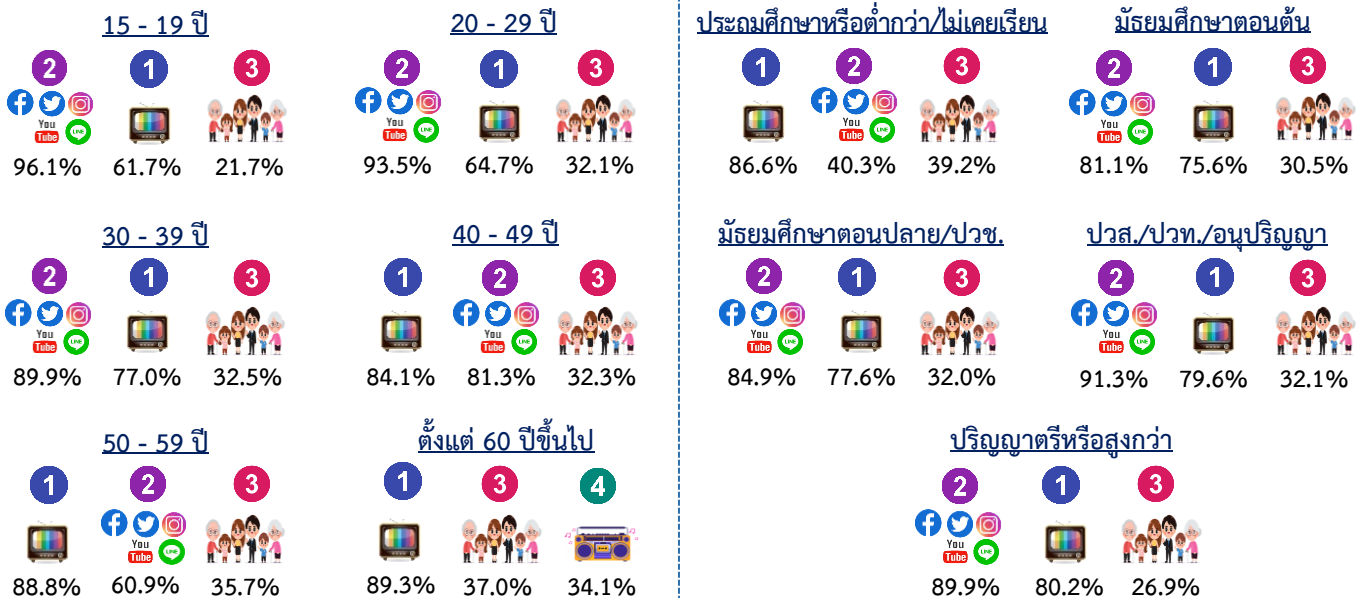 15 - 19 ปี
2 1 3
You
Tube LINE
96.1% 61.7% 21.7%
20 - 29 ปี
2 1 3
You
Tube LINE
93.5% 64.7% 32.1%
30 - 39 ปี
2 1 3
You
Tube LINE
89.9% 77.0% 32.5%
40 - 49 ปี
1 2 3
You
Tube LINE
84.1% 81.3% 32.3%
50 - 59 ปี
1 2 3
You
Tube LINE
88.8% 60.9% 35.7%
ตั้งแต่ 60 ปีขึ้นไป
1 3 4
89.3% 37.0% 34.1%
ประถมศึกษาหรือต่ำกว่า/ไม่เคยเรียน
1 2 3
You
Tube LINE
86.6% 40.3% 39.2%
มัธยมศึกษาตอนต้น
2 1 3
You
Tube LINE
81.1% 75.6% 30.5%
มัธยมศึกษาตอนปลาย/ปวช.
2 1 3
You
Tube LINE
84.9% 77.6% 32.0%
ปวส./ปวท./อนุปริญญา
2 1 3
You
Tube LINE
91.3% 79.6% 32.1%
ปริญญาตรีหรือสูงกว่า
2 1 3
You
Tube LINE
89.9% 80.2% 26.9%